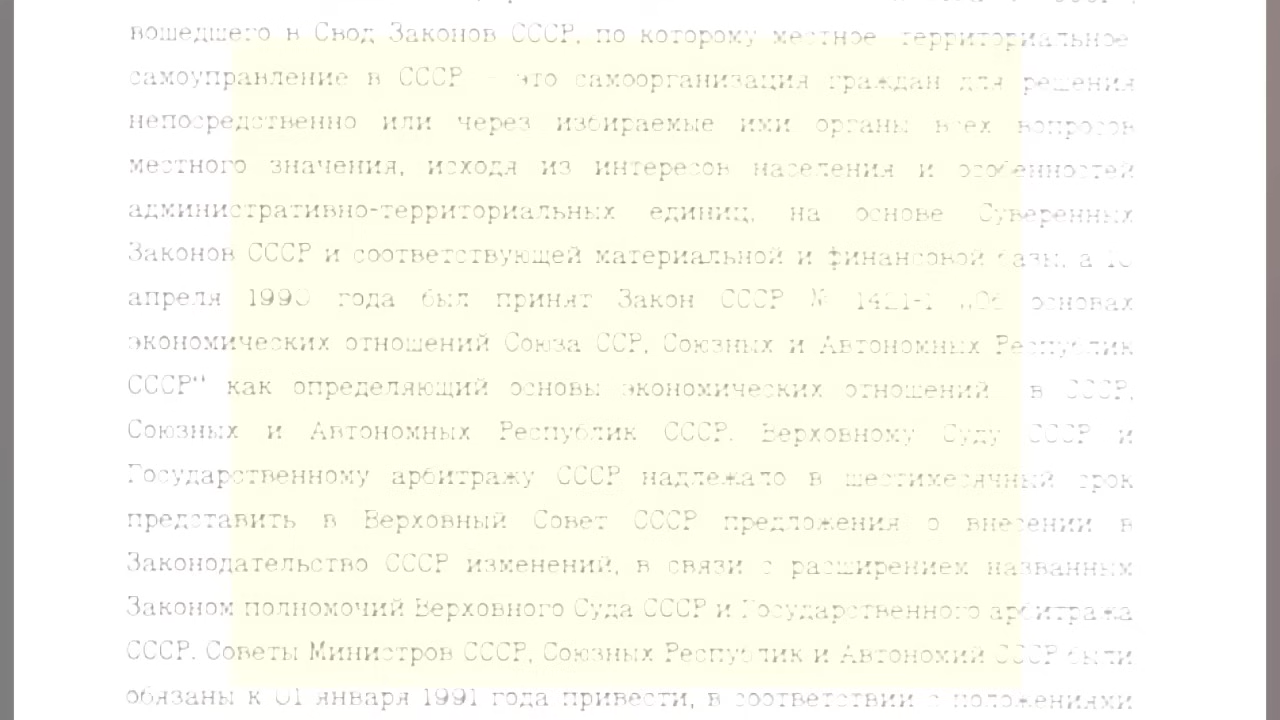 вошедшего в Свод Законов СССР, по которому местное территориальное
самоуправление в СССР - это самоорганизация граждан для решения
непосредственно или через избираемые ими органы всех вопросов
местного значения, исходя из интересов населения и особенностей
административно-территориальных единиц, на основе Суверенных
Законов СССР и соответствующей материальной и финансовой базы, а 10
апреля 1990 года был принят Закон СССР № 1421-1 „Об основах
экономических отношений Союза ССР, Союзных и Автономных Республик
СССР" как определяющий основы экономических отношений в СССР,
Союзных и Автономных Республик СССР. Верховному Суду СССР и
Государственному арбитражу СССР надлежало в шестимесячный срок
представить в Верховный Совет СССР предложения о внесении в
Законодательство СССР изменений, в связи с расширением названным
Законом полномочий Верховного Суда СССР и Государственного арбитража
СССР. Советы Министров СССР, Союзных Республик и Автономий СССР были
обязаны к 01 января 1991 года привести, в соответствии с положениями